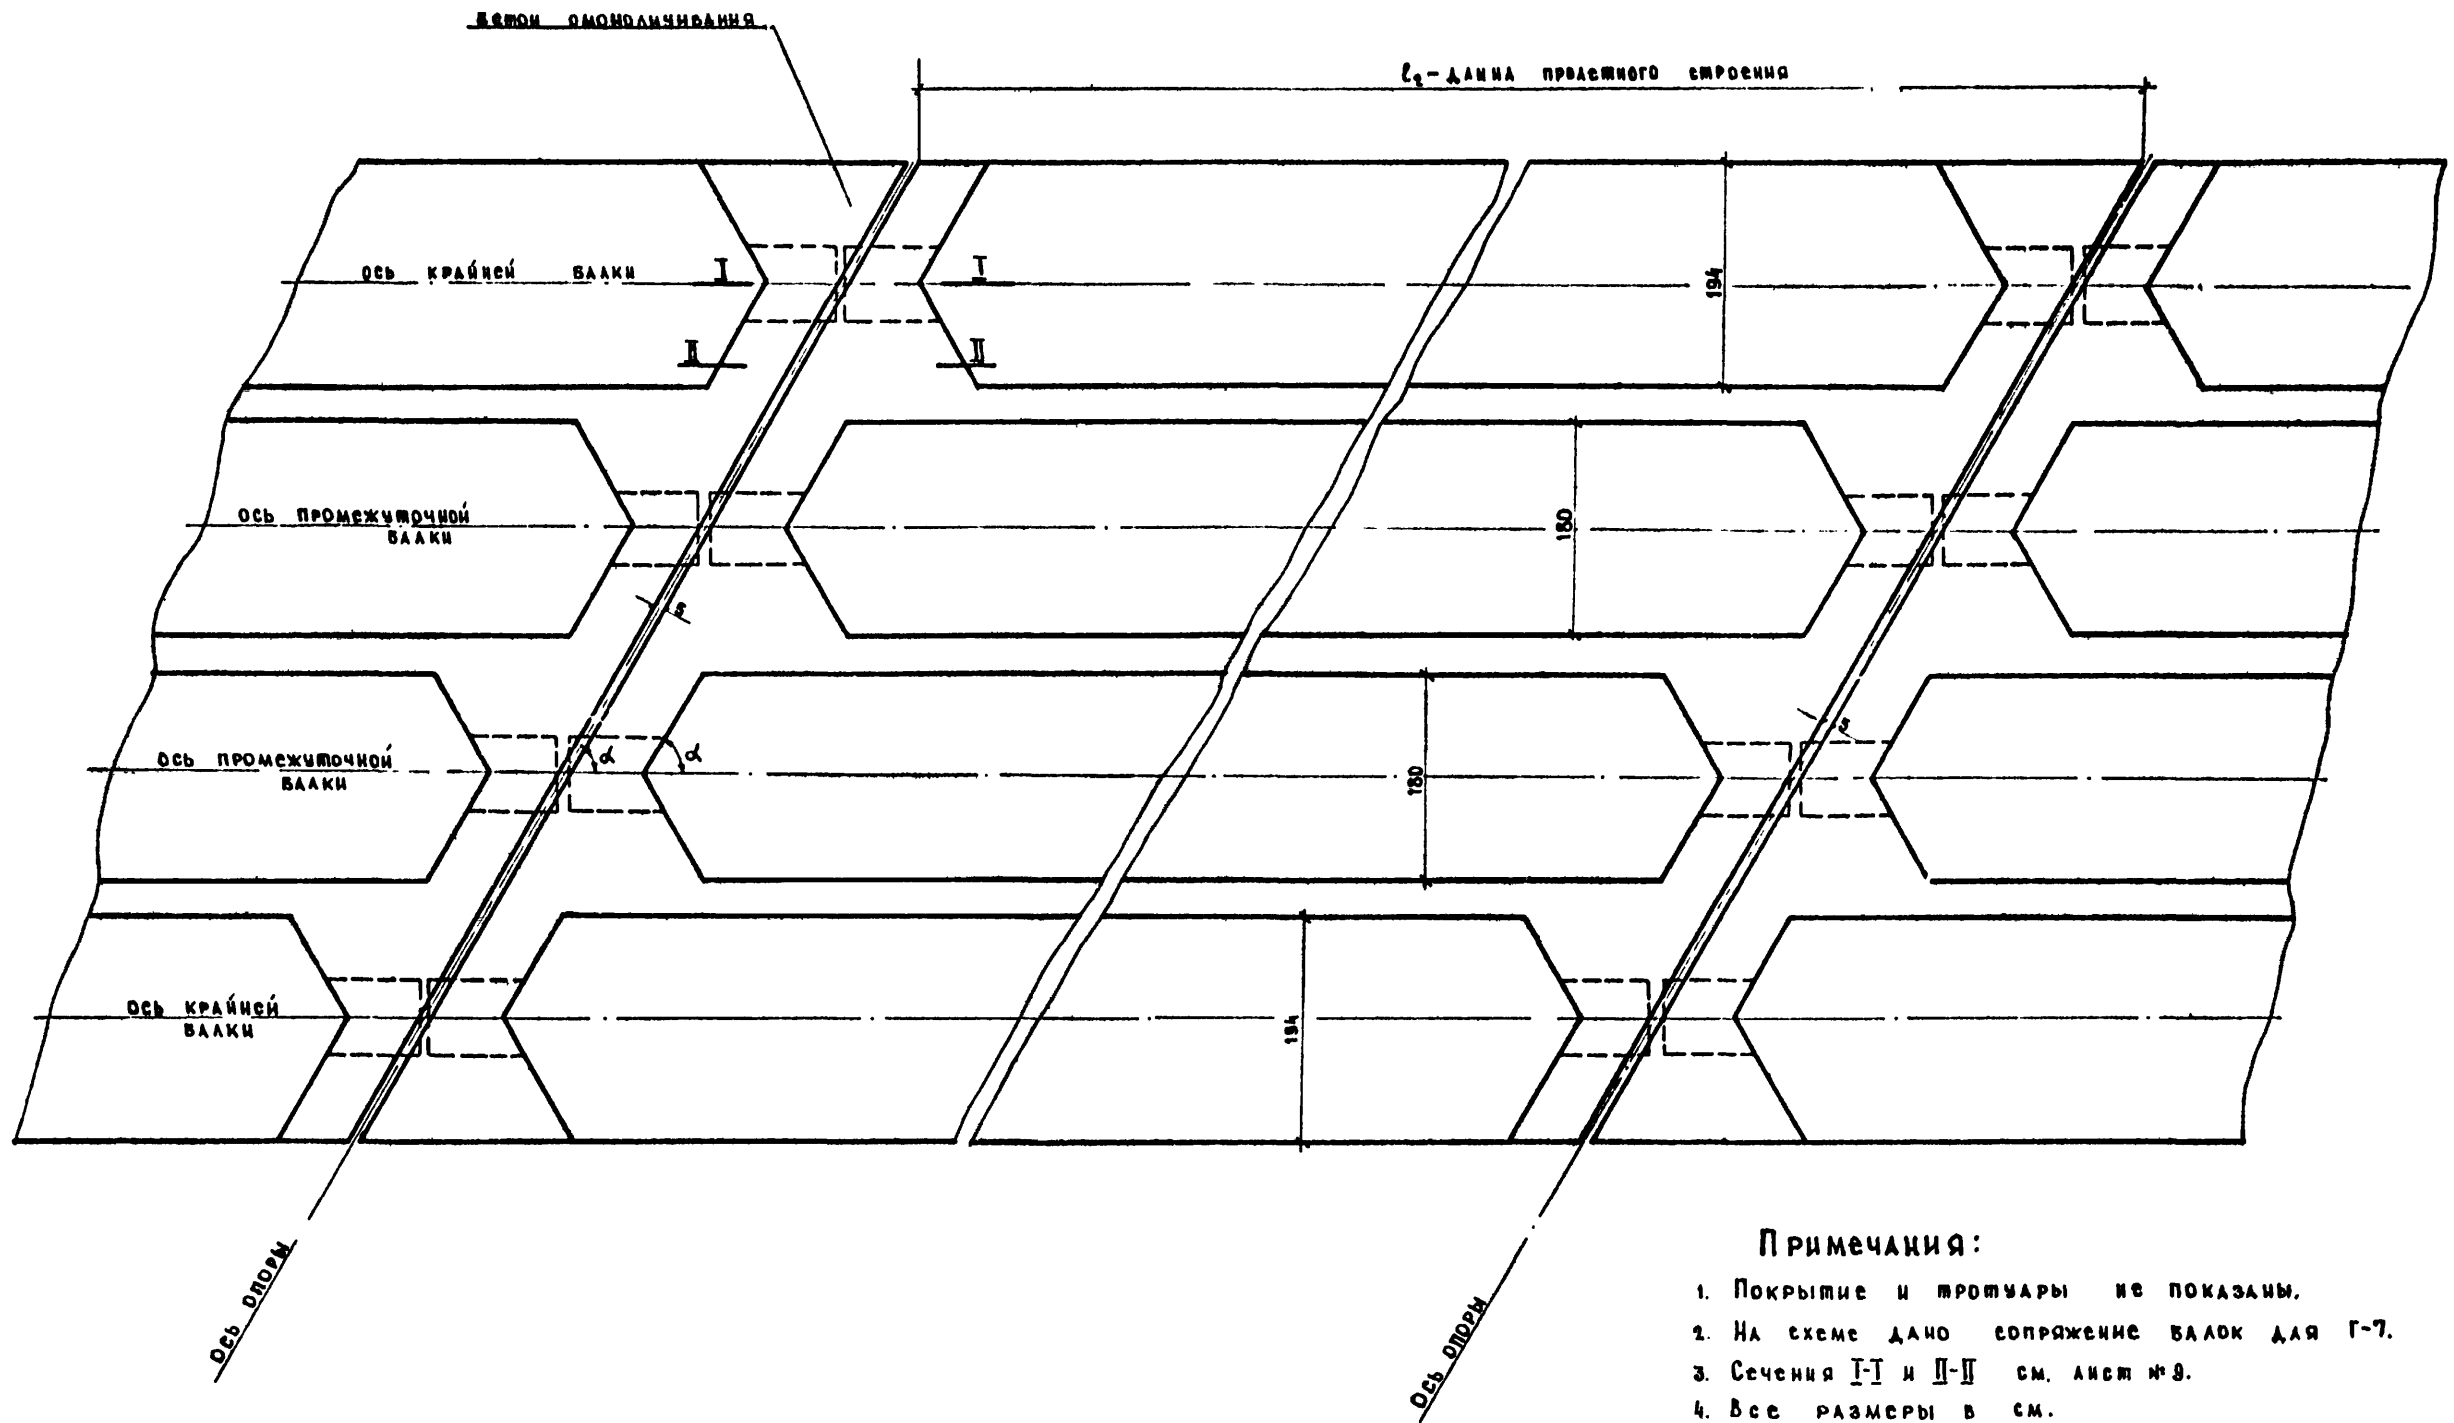 Бетон омоноличивания
l₂ – длина пролетного строения
Ось крайней балки
I
I
194
II
II
Ось промежуточной
балки
180
5
Ось промежуточной
балки
α
α
180
5
Ось крайней
балки
194
Ось опоры
Ось опоры
Примечания:
1. Покрытие и тротуары не показаны.
2. На схеме дано сопряжение балок для Г-7.
3. Сечения I-I и II-II см. лист № 9.
4. Все размеры в см.